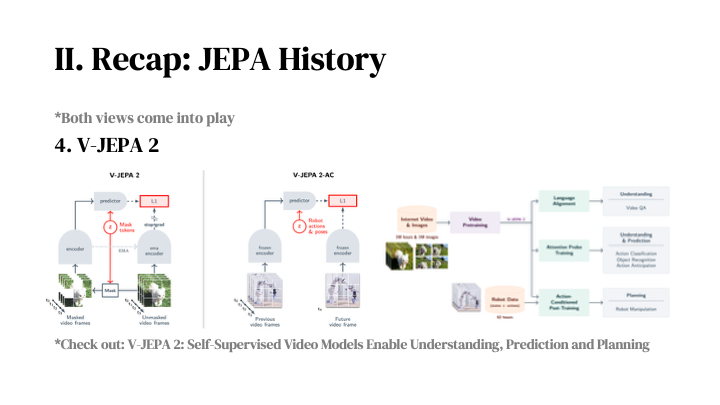 II. Recap: JEPA History
*Both views come into play
4. V-JEPA 2
V-JEPA 2
predictor
L1
z
Mask
tokens
stopgrad
encoder
EMA
ema
encoder
Mask
Masked
video frames
Unmasked
video frames
V-JEPA 2-AC
predictor
L1
z
Robot
actions
& poses
frozen
encoder
frozen
encoder
Previous
video frames
Future
video frame
Internet Video
& Images
Video
Pretraining
Language
Alignment
Understanding
Video QA
Attentive Probe
Training
Understanding
& Prediction
Action Classification
Object Recognition
Action Anticipation
Robot Data
Action-
Conditioned
Post-Training
Planning
Robot Manipulation
*Check out: V-JEPA 2: Self-Supervised Video Models Enable Understanding, Prediction and Planning